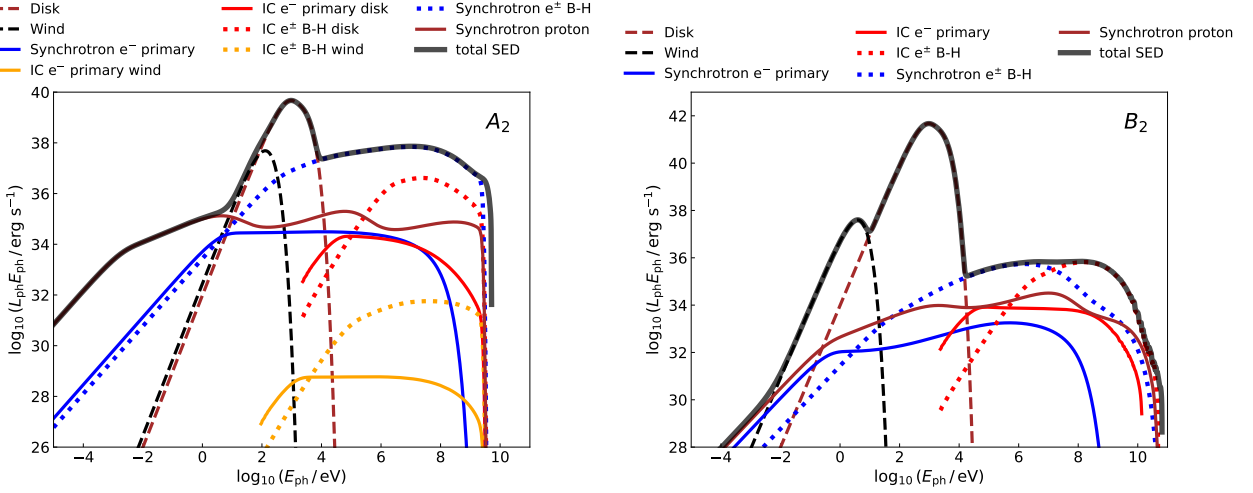 Disk
Wind
Synchrotron e⁻ primary
IC e⁻ primary wind
IC e⁻ primary disk
IC e± B-H disk
IC e± B-H wind
Synchrotron e± B-H
Synchrotron proton
total SED
A₂
40
38
36
34
32
30
28
26
log₁₀ (L_ph E_ph / erg s⁻¹)
−4 −2 0 2 4 6 8 10
log₁₀ (E_ph / eV)
Disk
Wind
Synchrotron e⁻ primary
IC e⁻ primary
IC e± B-H
Synchrotron e± B-H
Synchrotron proton
total SED
B₂
42
40
38
36
34
32
30
28
log₁₀ (L_ph E_ph / erg s⁻¹)
−4 −2 0 2 4 6 8 10
log₁₀ (E_ph / eV)